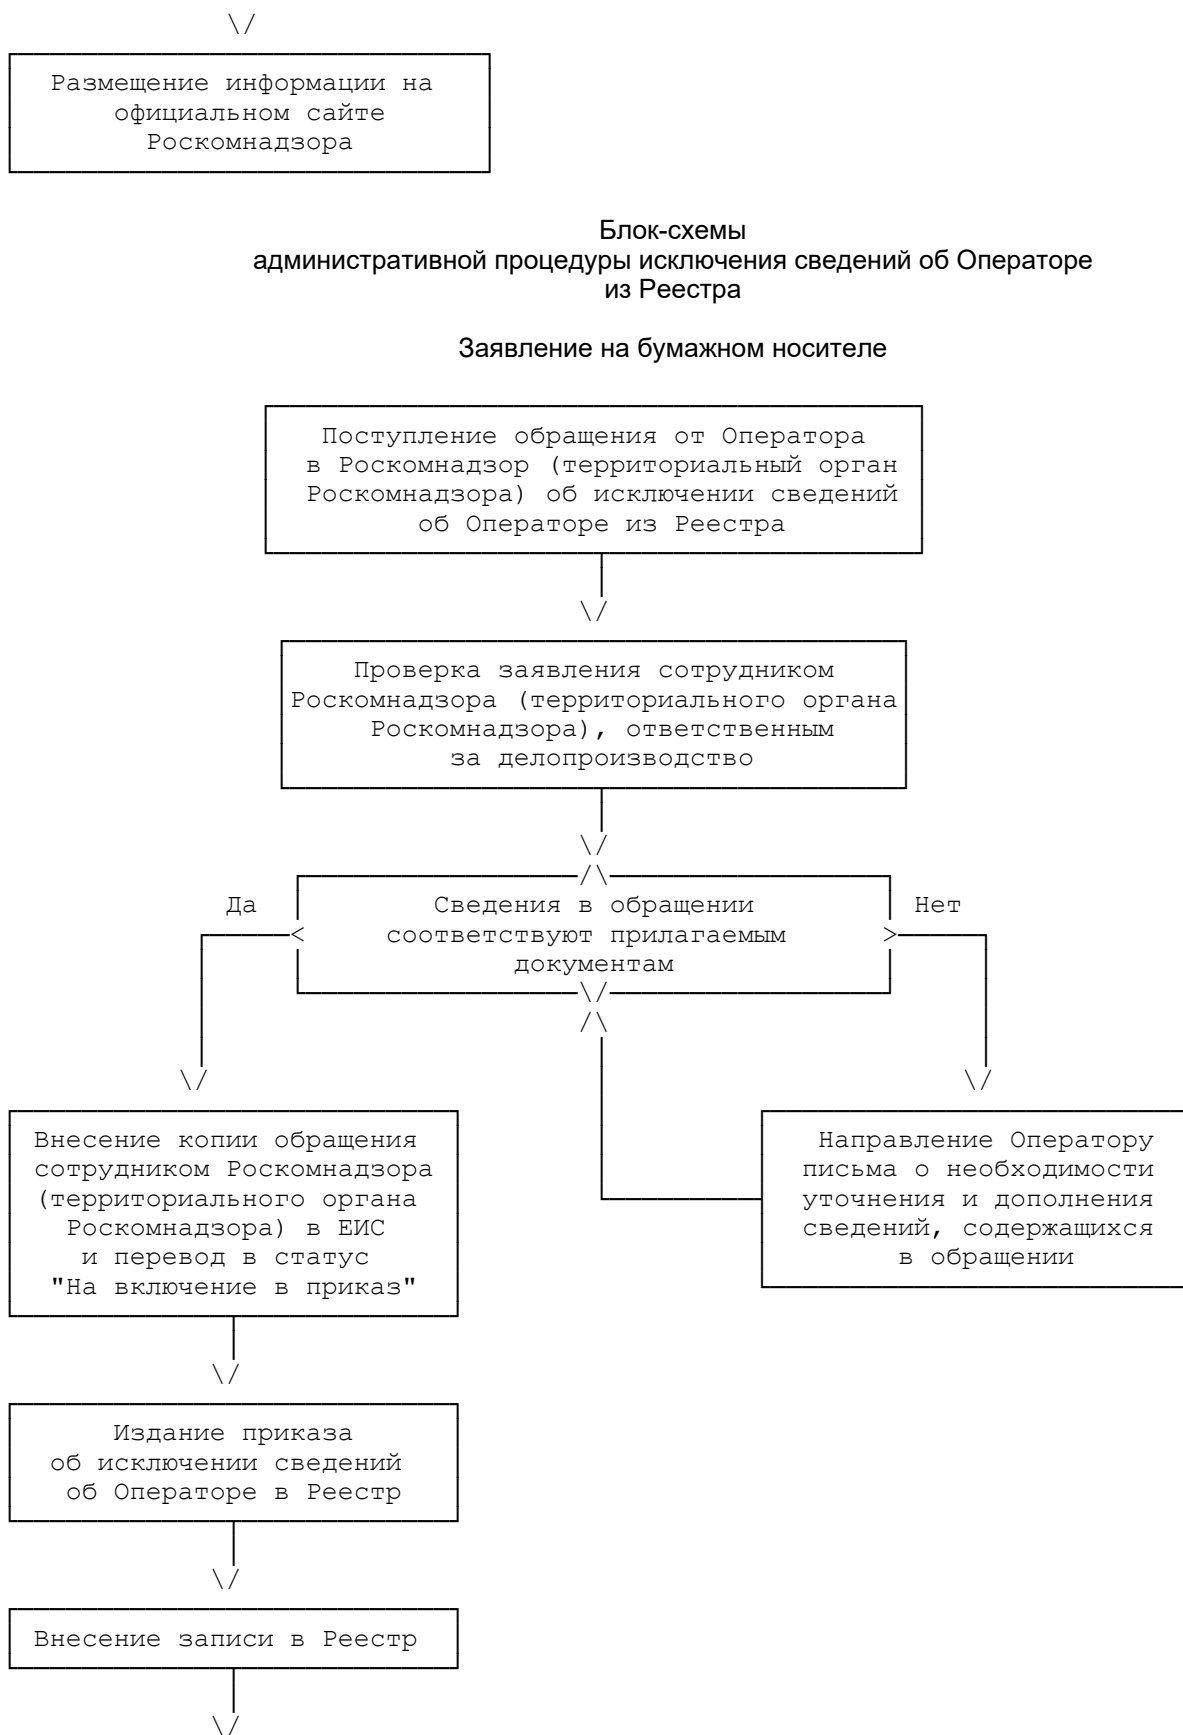 Размещение информации на
официальном сайте
Роскомнадзора
Блок-схемы
административной процедуры исключения сведений об Операторе
из Реестра
Заявление на бумажном носителе
Поступление обращения от Оператора
в Роскомнадзор (территориальный орган
Роскомнадзора) об исключении сведений
об Операторе из Реестра
Проверка заявления сотрудником
Роскомнадзора (территориального органа
Роскомнадзора), ответственным
за делопроизводство
Да
Сведения в обращении
соответствуют прилагаемым
документам
Нет
Внесение копии обращения
сотрудником Роскомнадзора
(территориального органа
Роскомнадзора) в ЕИС
и перевод в статус
"На включение в приказ"
Направление Оператору
письма о необходимости
уточнения и дополнения
сведений, содержащихся
в обращении
Издание приказа
об исключении сведений
об Операторе в Реестр
Внесение записи в Реестр